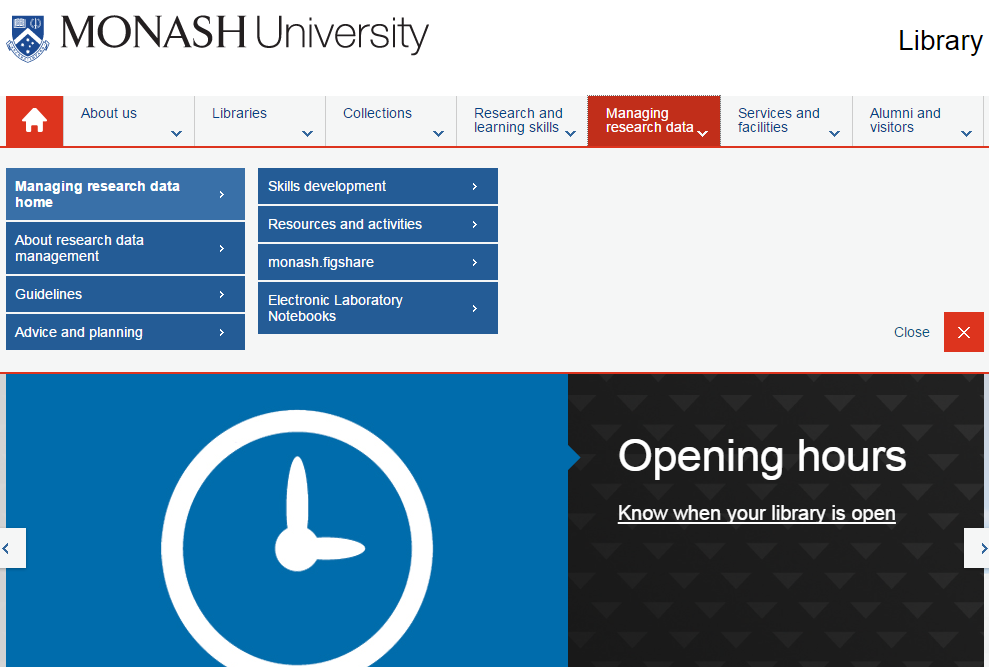 MONASH University
Library
About us
Libraries
Collections
Research and
learning skills
Managing
research data
Services and
facilities
Alumni and
visitors
Managing research data
home
About research data
management
Guidelines
Advice and planning
Skills development
Resources and activities
monash.figshare
Electronic Laboratory
Notebooks
Close
Opening hours
Know when your library is open